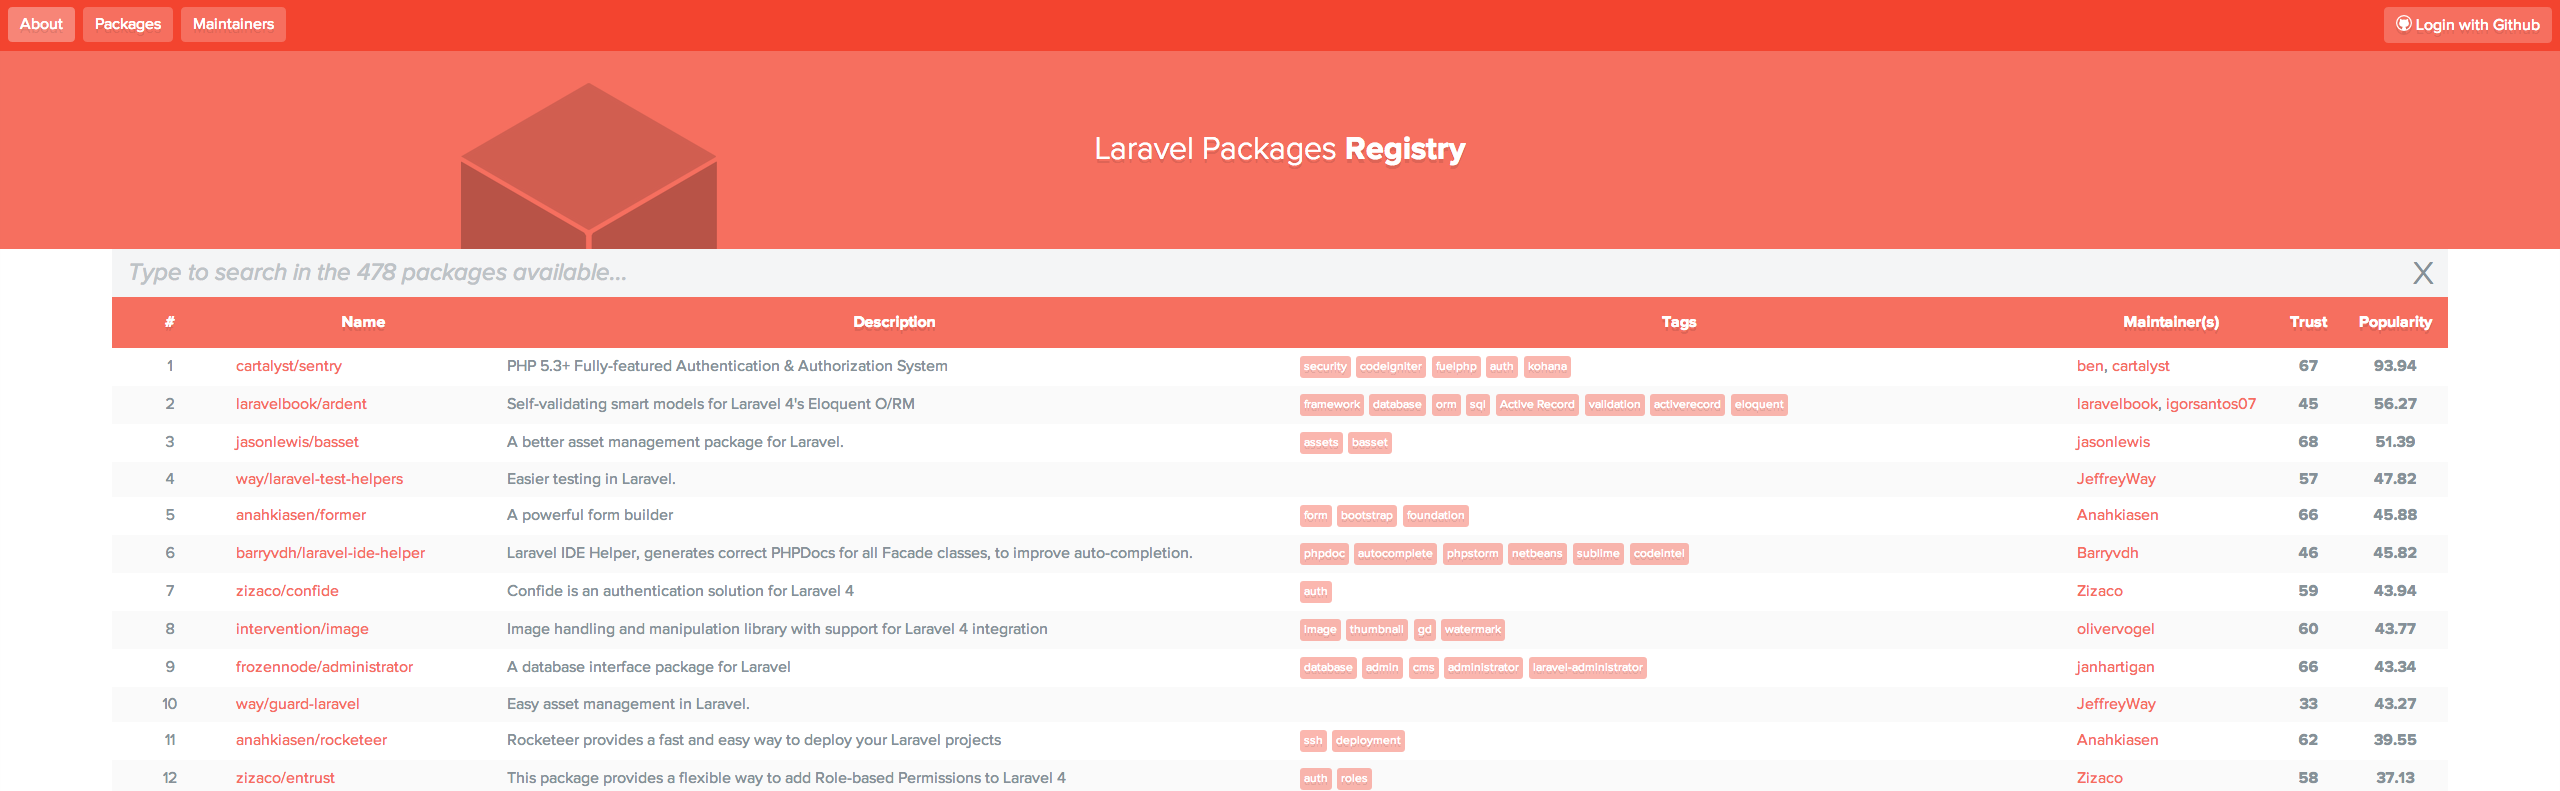 About Packages Maintainers Login with Github
Laravel Packages Registry
Type to search in the 478 packages available... X
# Name Description Tags Maintainer(s) Trust Popularity
1 cartalyst/sentry PHP 5.3+ Fully-featured Authentication & Authorization System security codeigniter fuelphp auth kohana ben, cartalyst 67 93.94
2 laravelbook/ardent Self-validating smart models for Laravel 4's Eloquent O/RM framework database orm sql Active Record validation activerecord eloquent laravelbook, igorsantos07 45 56.27
3 jasonlewis/basset A better asset management package for Laravel. assets basset jasonlewis 68 51.39
4 way/laravel-test-helpers Easier testing in Laravel. JeffreyWay 57 47.82
5 anahkiasen/former A powerful form builder form bootstrap foundation Anahkiasen 66 45.88
6 barryvdh/laravel-ide-helper Laravel IDE Helper, generates correct PHPDocs for all Facade classes, to improve auto-completion. phpdoc autocomplete phpstorm netbeans sublime codeintel Barryvdh 46 45.82
7 zizaco/confide Confide is an authentication solution for Laravel 4 auth Zizaco 59 43.94
8 intervention/image Image handling and manipulation library with support for Laravel 4 integration image thumbnail gd watermark olivervogel 60 43.77
9 frozennode/administrator A database interface package for Laravel database admin cms administrator laravel-administrator janhartigan 66 43.34
10 way/guard-laravel Easy asset management in Laravel. JeffreyWay 33 43.27
11 anahkiasen/rocketeer Rocketeer provides a fast and easy way to deploy your Laravel projects ssh deployment Anahkiasen 62 39.55
12 zizaco/entrust This package provides a flexible way to add Role-based Permissions to Laravel 4 auth roles Zizaco 58 37.13